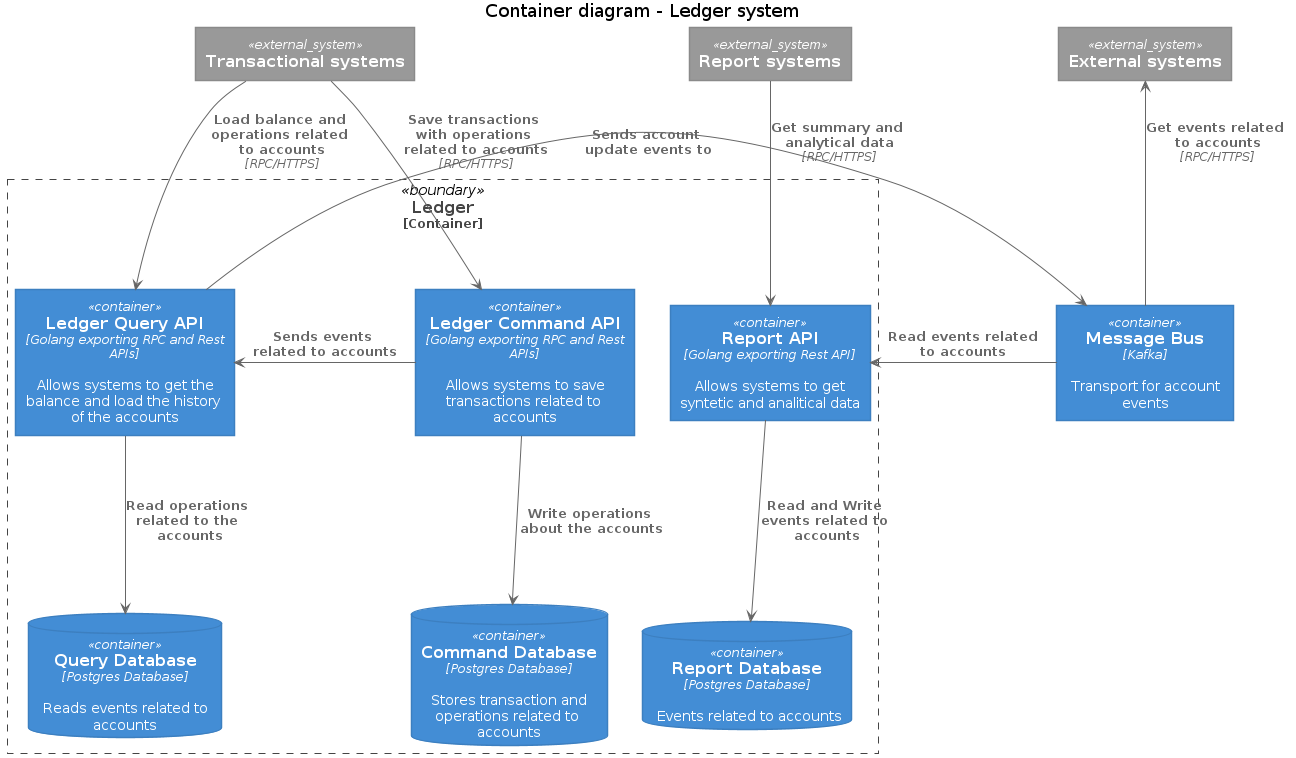 Container diagram - Ledger system
«external_system»
Transactional systems
«external_system»
Report systems
«external_system»
External systems
Load balance and
operations related
to accounts
[RPC/HTTPS]
Save transactions
with operations
related to accounts
[RPC/HTTPS]
Sends account
update events to
Get summary and
analytical data
[RPC/HTTPS]
Get events related
to accounts
[RPC/HTTPS]
«boundary»
Ledger
[Container]
«container»
Ledger Query API
[Golang exporting RPC and Rest
APIs]
Allows systems to get the
balance and load the history
of the accounts
Sends events
related to accounts
«container»
Ledger Command API
[Golang exporting RPC and Rest
APIs]
Allows systems to save
transactions related to
accounts
«container»
Report API
[Golang exporting Rest API]
Allows systems to get
syntetic and analitical data
Read events related
to accounts
«container»
Message Bus
[Kafka]
Transport for account
events
Read operations
related to the
accounts
Write operations
about the accounts
Read and Write
events related to
accounts
«container»
Query Database
[Postgres Database]
Reads events related to
accounts
«container»
Command Database
[Postgres Database]
Stores transaction and
operations related to
accounts
«container»
Report Database
[Postgres Database]
Events related to accounts